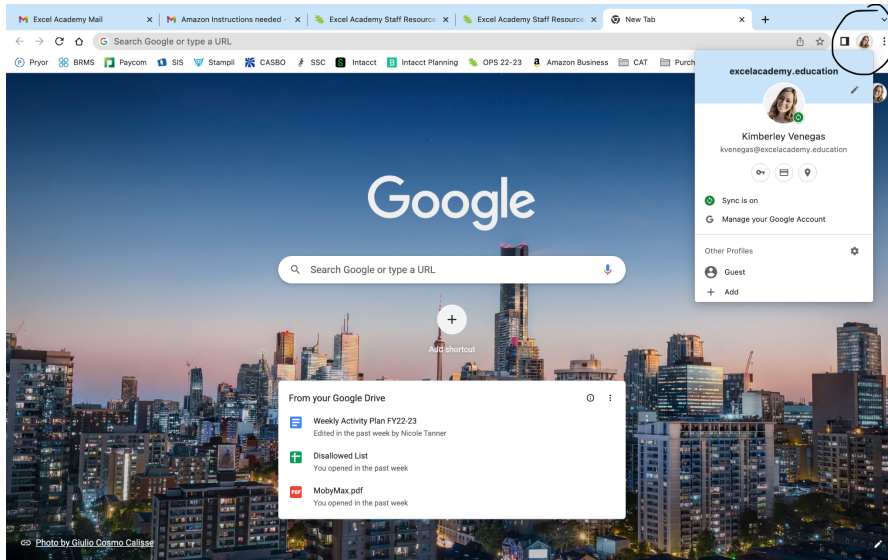 Excel Academy Mail
Amazon Instructions needed -
Excel Academy Staff Resource
Excel Academy Staff Resource
New Tab
G Search Google or type a URL
Pryor
BRMS
Paycom
SIS
Stampli
CASBO
SSC
Intacct
Intacct Planning
OPS 22-23
Amazon Business
CAT
Purch
excelacademy.education
Kimberley Venegas
kvenegas@excelacademy.education
Sync is on
G Manage your Google Account
Other Profiles
Guest
Add
Google
Search Google or type a URL
Add shortcut
From your Google Drive
Weekly Activity Plan FY22-23
Edited in the past week by Nicole Tanner
Disallowed List
You opened in the past week
PDF
MobyMax.pdf
You opened in the past week
Photo by Giulio Cosmo Calisse